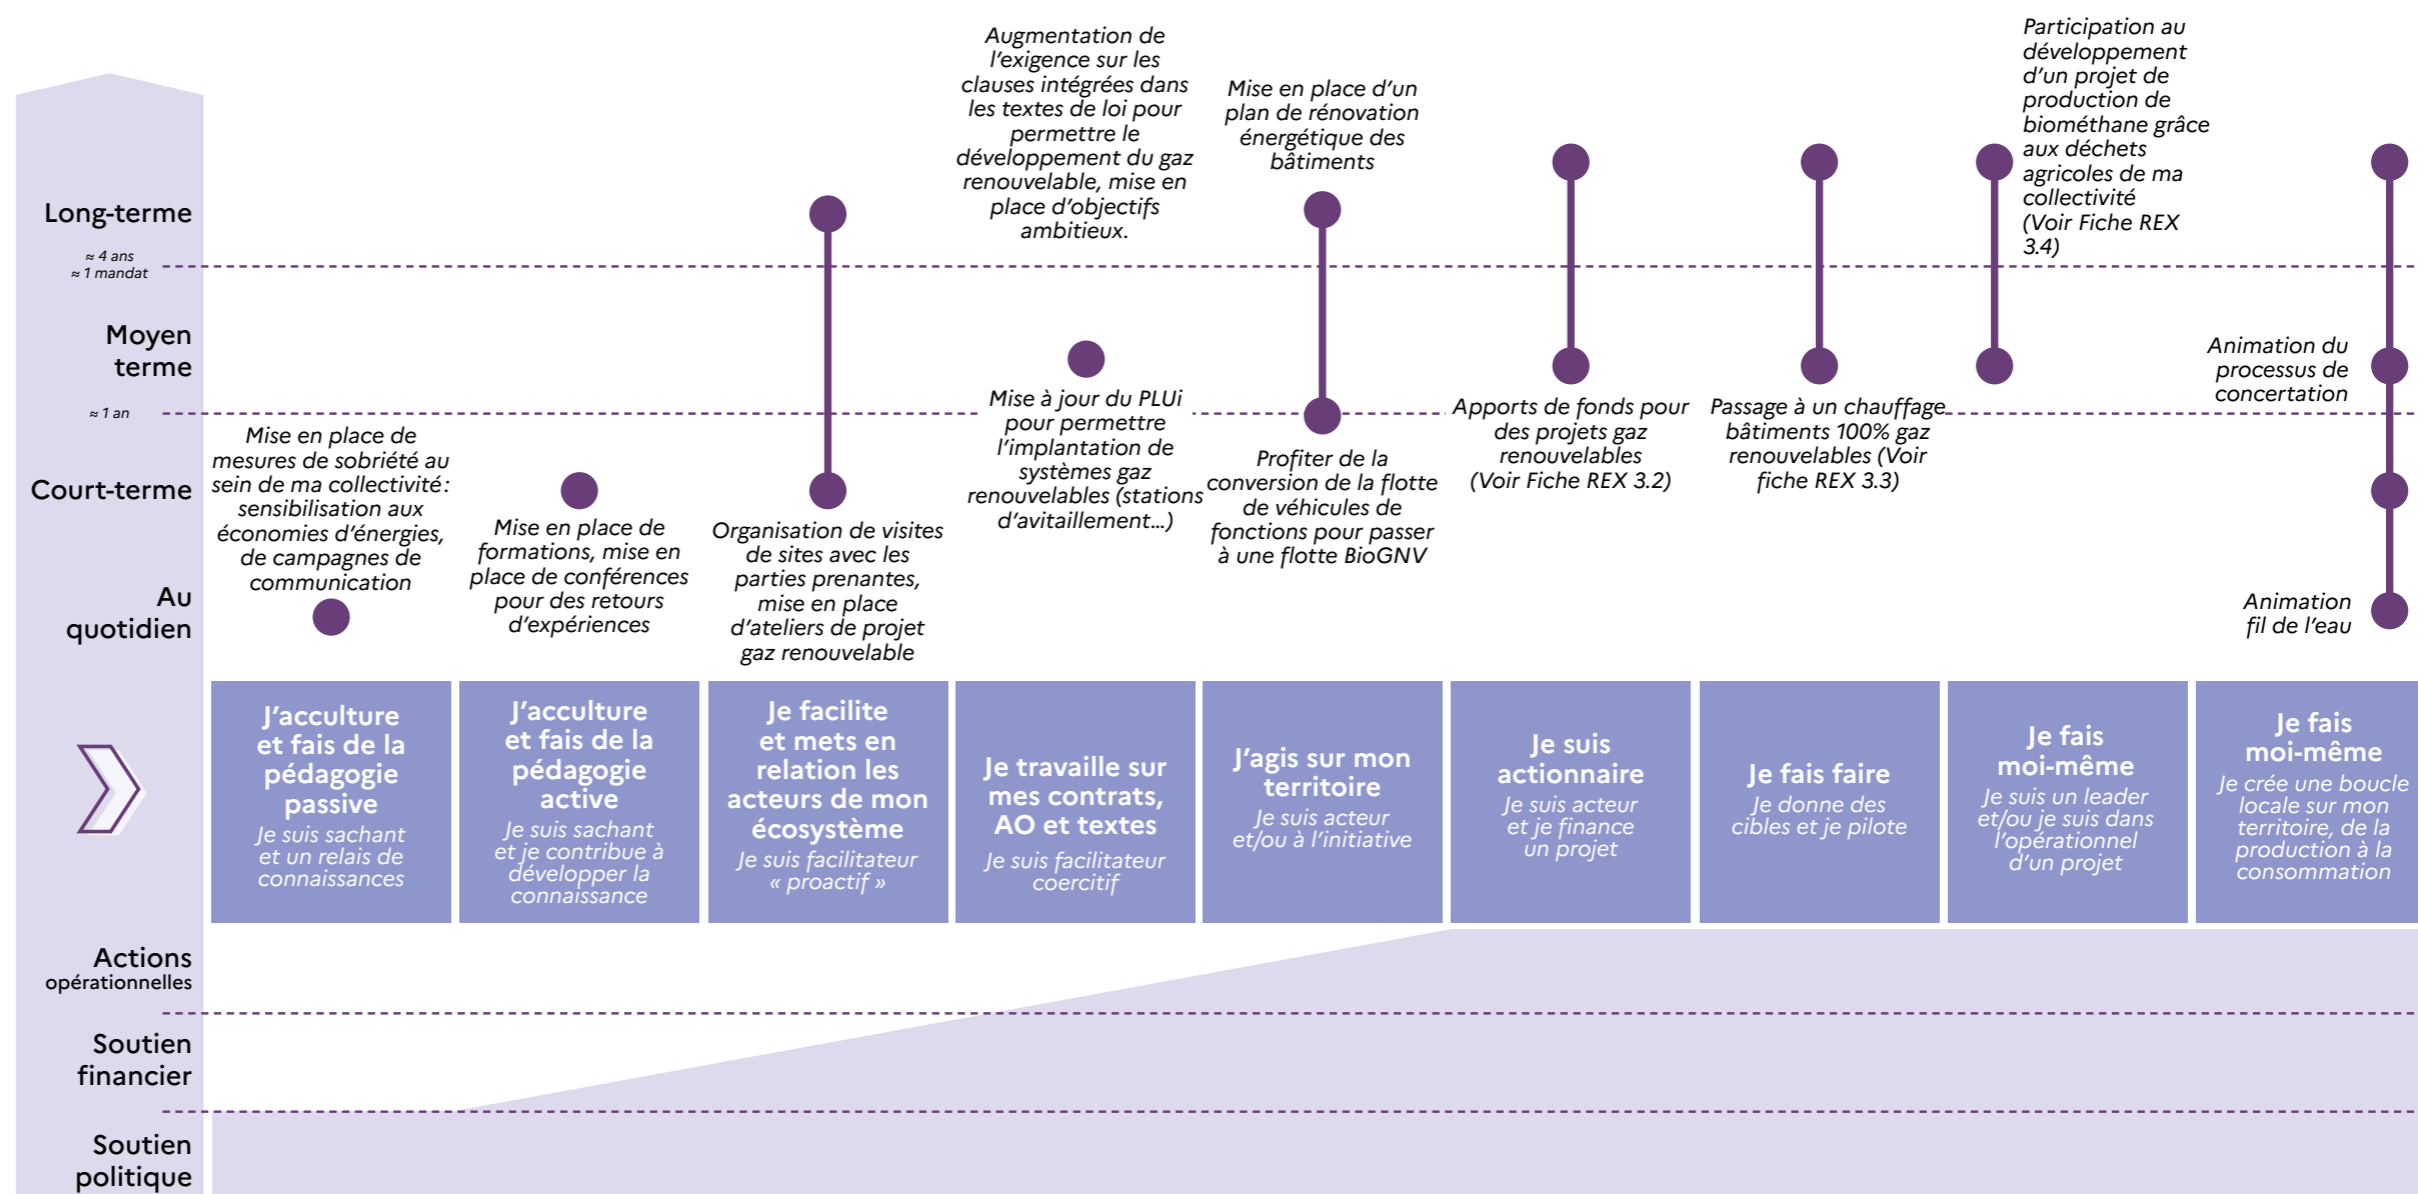 Long-terme
≈ 4 ans
≈ 1 mandat
Moyen
terme
≈ 1 an
Court-terme
Au
quotidien
Mise en place de
mesures de sobriété au
sein de ma collectivité :
sensibilisation aux
économies d'énergies,
de campagnes de
communication
Mise en place de
formations, mise en
place de conférences
pour des retours
d'expériences
Organisation de visites
de sites avec les
parties prenantes,
mise en place
d'ateliers de projet
gaz renouvelable
Augmentation de
l'exigence sur les
clauses intégrées dans
les textes de loi pour
permettre le
développement du gaz
renouvelable, mise en
place d'objectifs
ambitieux.
Mise à jour du PLUi
pour permettre
l'implantation de
systèmes gaz
renouvelables (stations
d'avitaillement...)
Mise en place d'un
plan de rénovation
énergétique des
bâtiments
Profiter de la
conversion de la flotte
de véhicules de
fonctions pour passer
à une flotte BioGNV
Apports de fonds pour
des projets gaz
renouvelables
(Voir Fiche REX 3.2)
Passage à un chauffage
bâtiments 100% gaz
renouvelables (Voir
fiche REX 3.3)
Participation au
développement
d'un projet de
production de
biométhane grâce
aux déchets
agricoles de ma
collectivité
(Voir Fiche REX
3.4)
Animation du
processus de
concertation
Animation
fil de l'eau
J'acculture
et fais de la
pédagogie
passive
Je suis sachant
et un relais de
connaissances
J'acculture
et fais de la
pédagogie
active
Je suis sachant
et je contribue à
développer la
connaissance
Je facilite
et mets en
relation les
acteurs de mon
écosystème
Je suis facilitateur
« proactif »
Je travaille sur
mes contrats,
AO et textes
Je suis facilitateur
coercitif
J'agis sur mon
territoire
Je suis acteur
et/ou à l'initiative
Je suis
actionnaire
Je suis acteur
et je finance
un projet
Je fais faire
Je donne des
cibles et je pilote
Je fais
moi-même
Je suis un leader
et/ou je suis dans
l'opérationnel
d'un projet
Je fais
moi-même
Je crée une boucle
locale sur mon
territoire, de la
production à la
consommation
Actions
opérationnelles
Soutien
financier
Soutien
politique